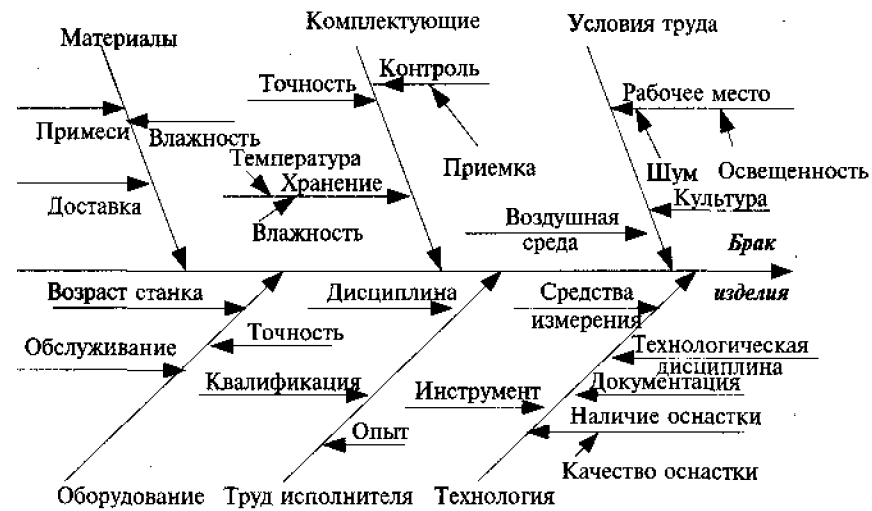 Материалы
Комплектующие
Условия труда
Точность
Контроль
Рабочее место
Примеси
Влажность
Температура
Приемка
Шум
Освещенность
Хранение
Доставка
Культура
Влажность
Воздушная
среда
Брак
изделия
Возраст станка
Дисциплина
Средства
измерения
Точность
Обслуживание
Технологическая
дисциплина
Квалификация
Инструмент
Документация
Опыт
Наличие оснастки
Качество оснастки
Оборудование
Труд исполнителя
Технология